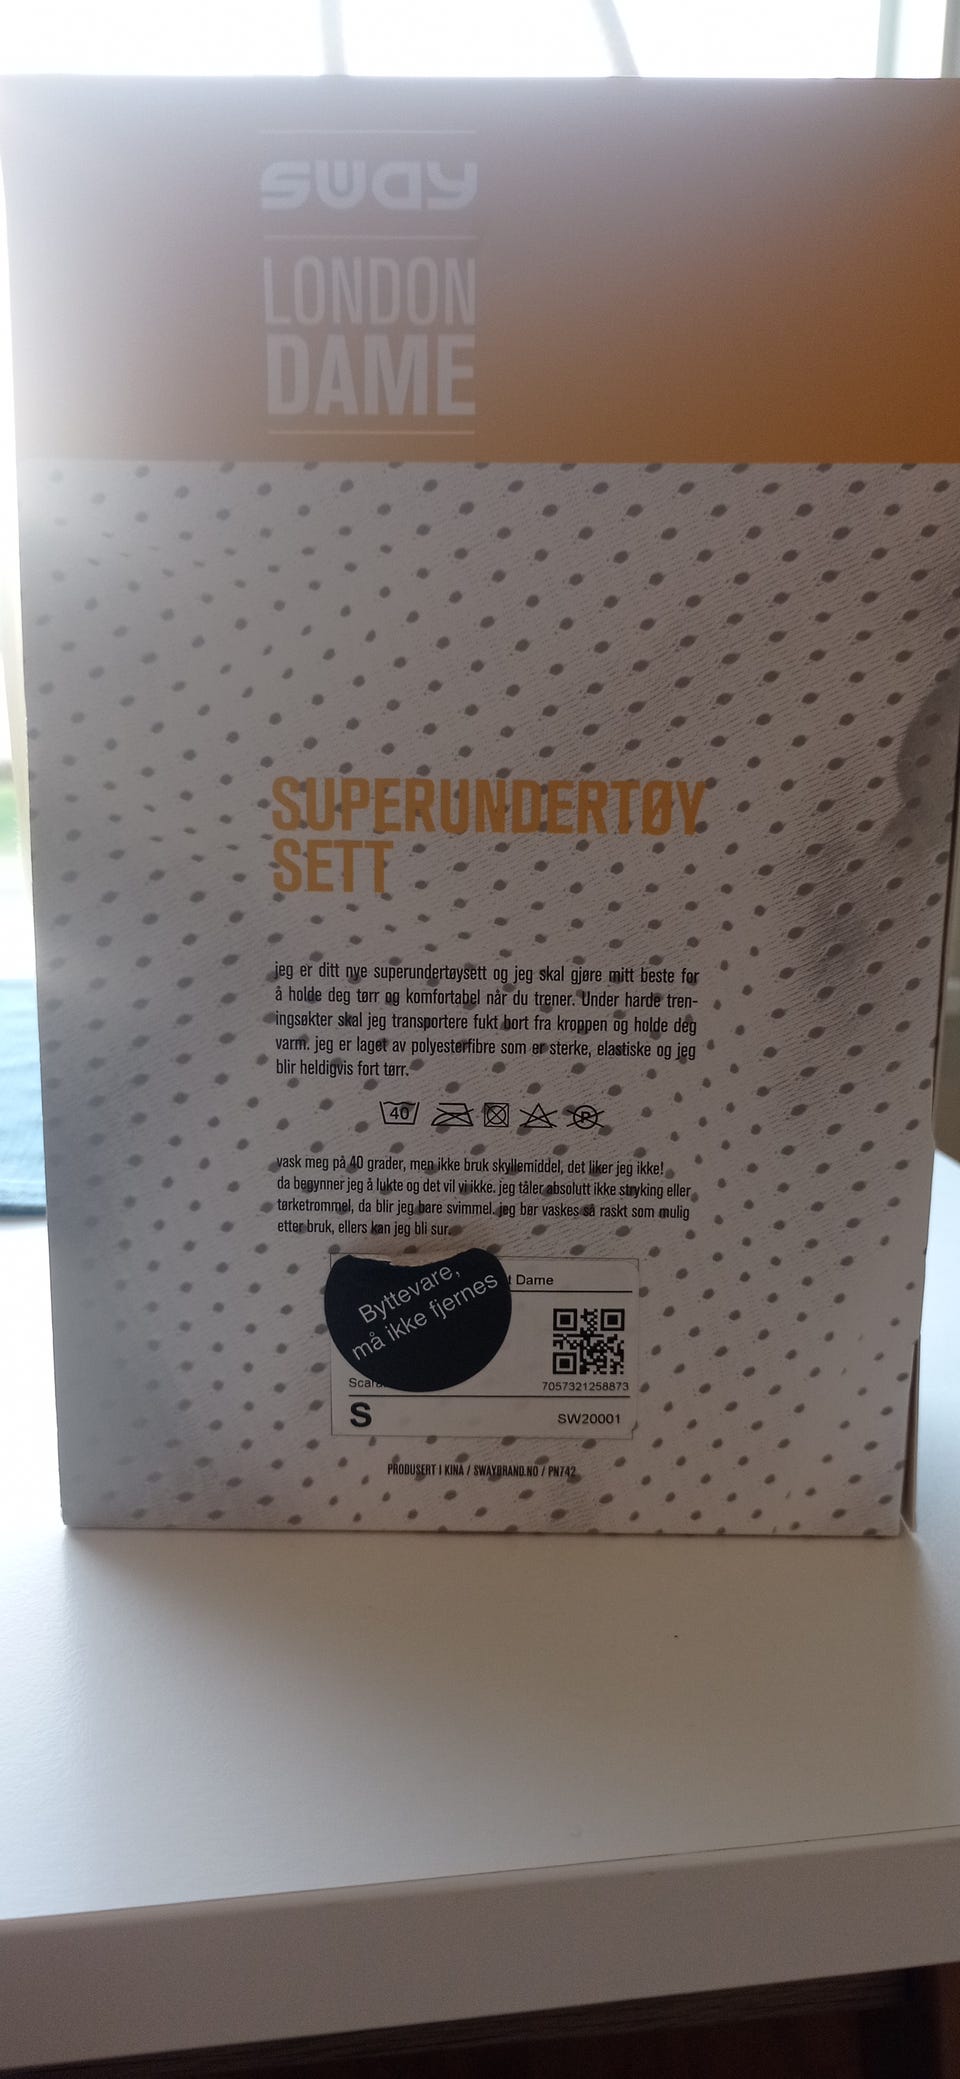 sway
LONDON
DAME
SUPERUNDERTØY
SETT
jeg er ditt nye superundertøysett og jeg skal gjøre mitt beste for
å holde deg tørr og komfortabel når du trener. Under harde tren-
ingsøkter skal jeg transportere fukt bort fra kroppen og holde deg
varm. jeg er laget av polyesterfibre som er sterke, elastiske og jeg
blir heldigvis fort tørr.
40 P
vask meg på 40 grader, men ikke bruk skyllemiddel, det liker jeg ikke!
da begynner jeg å lukte og det vil vi ikke. jeg tåler absolutt ikke stryking eller
tørketrommel, da blir jeg bare svimmel. jeg bør vaskes så raskt som mulig
etter bruk, ellers kan jeg bli sur.
Byttevare,
må ikke fjernes
Dame
7057321258873
S SW20001
PRODUSERT I KINA / SWAYBRAND.NO / PN742